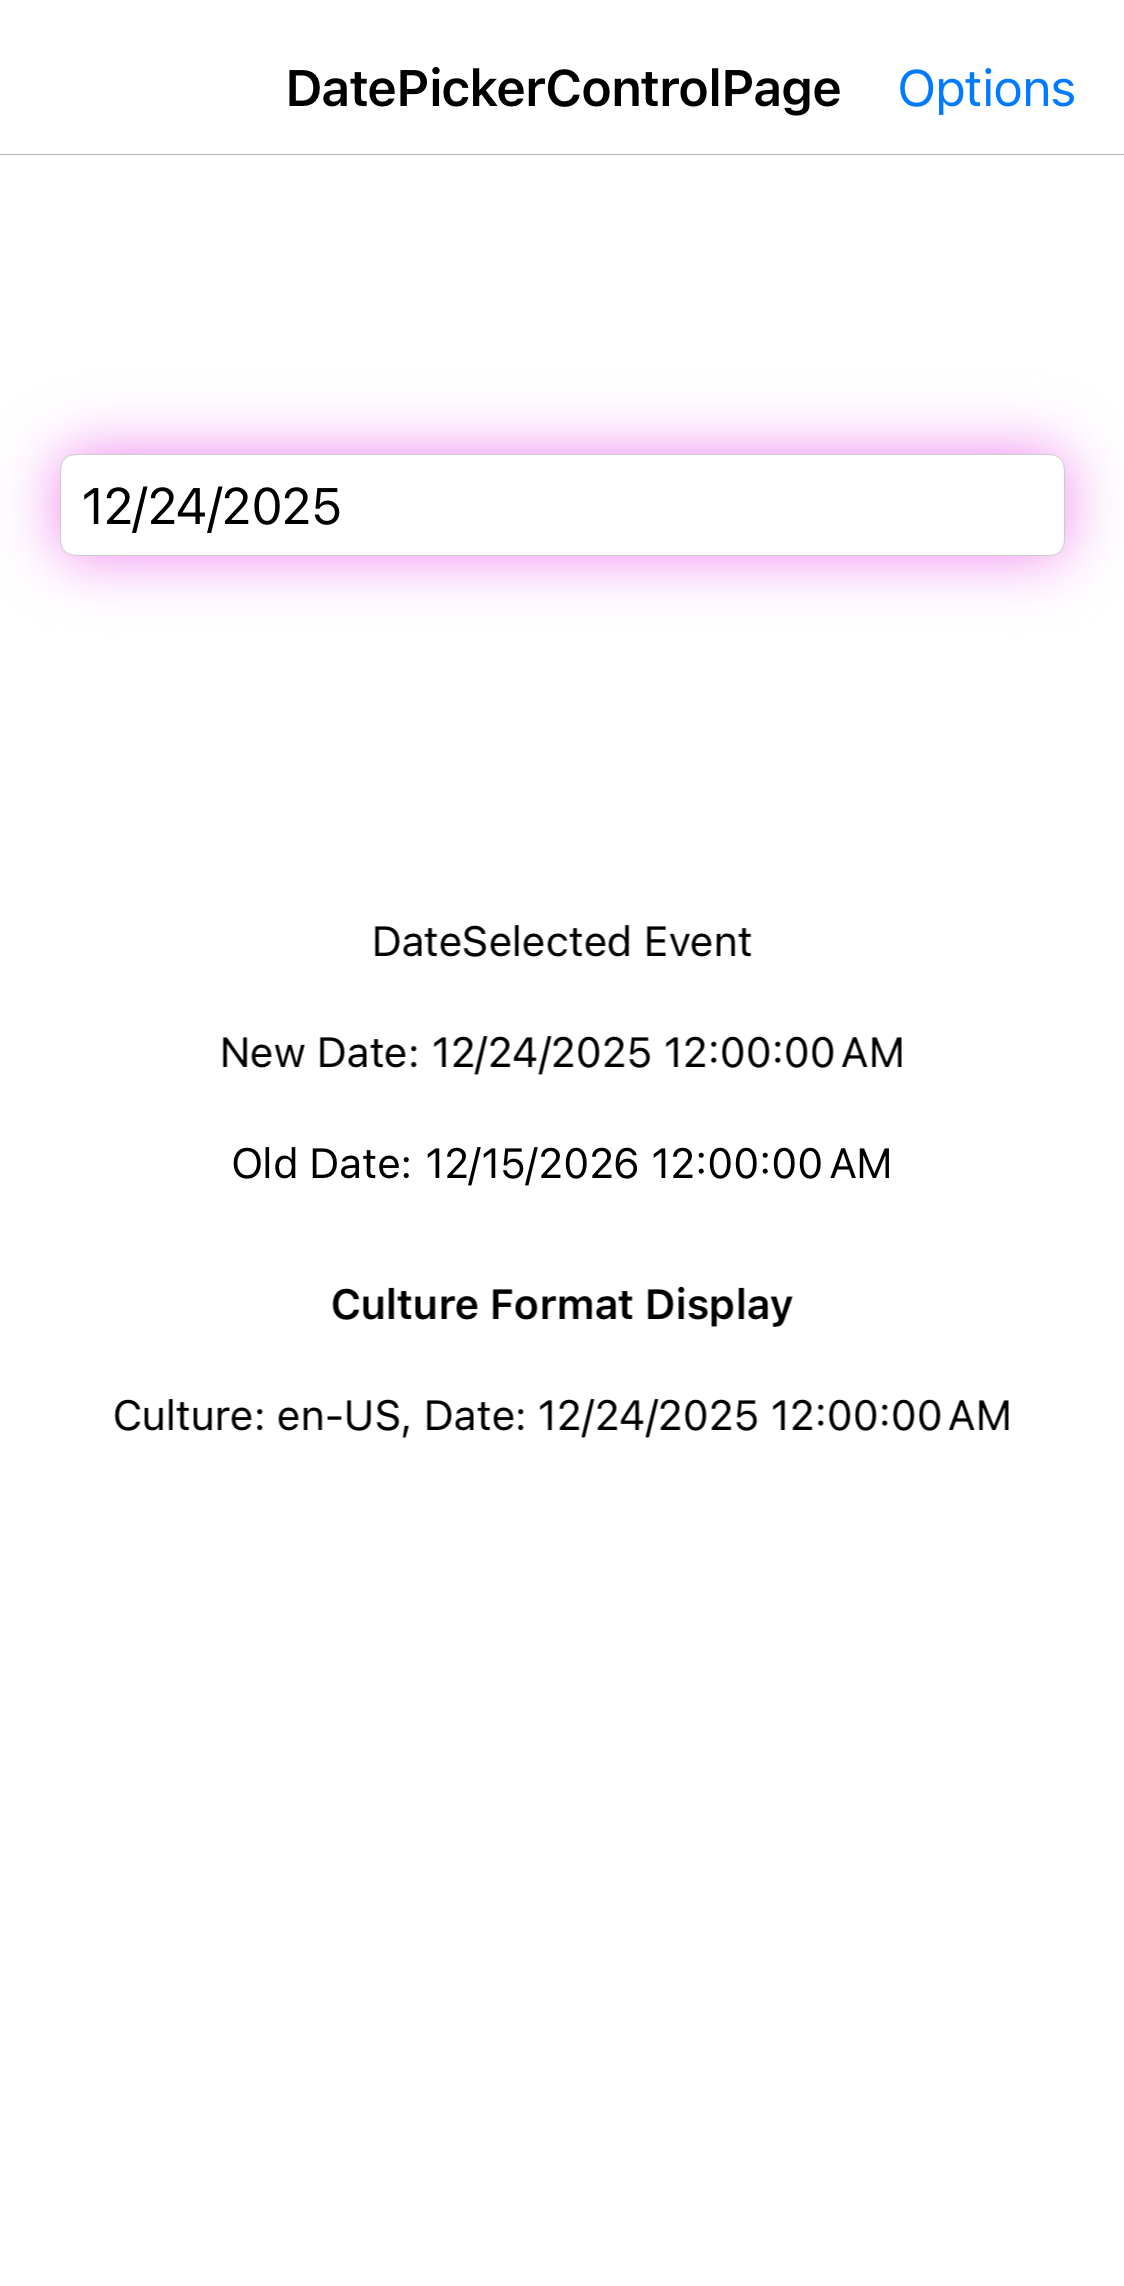 DatePickerControlPage Options
12/24/2025
DateSelected Event
New Date: 12/24/2025 12:00:00 AM
Old Date: 12/15/2026 12:00:00 AM
Culture Format Display
Culture: en-US, Date: 12/24/2025 12:00:00 AM